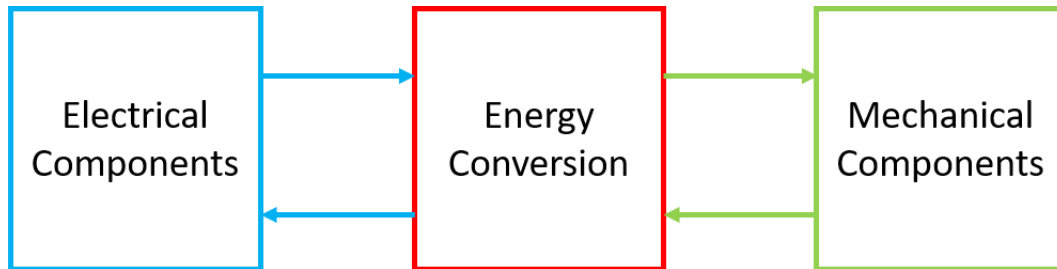 Electrical
Components
Energy
Conversion
Mechanical
Components